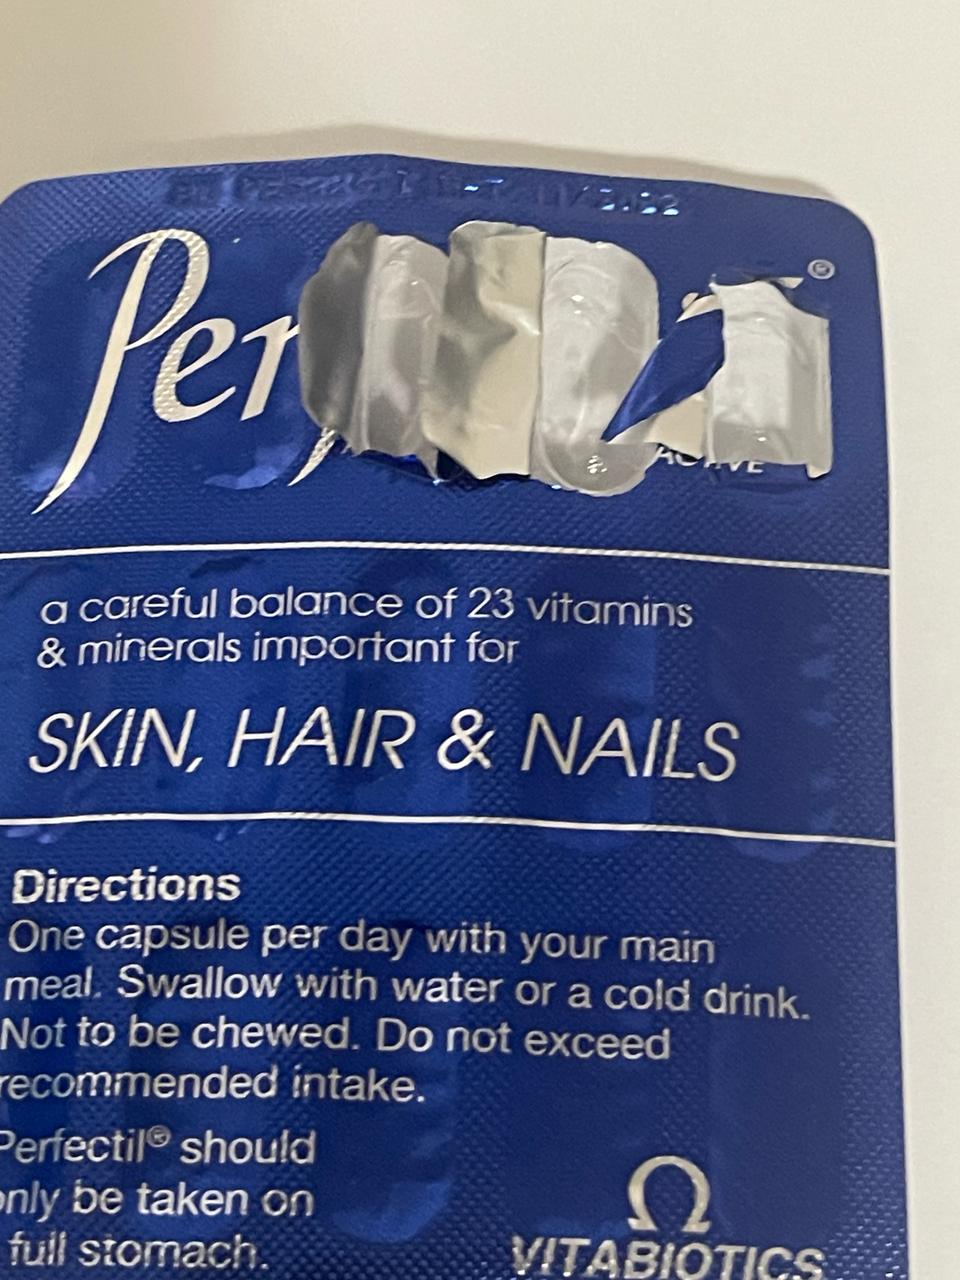 Perf
®
ACTIVE
a careful balance of 23 vitamins
& minerals important for
SKIN, HAIR & NAILS
Directions
One capsule per day with your main
meal. Swallow with water or a cold drink.
Not to be chewed. Do not exceed
recommended intake.
Perfectil® should
only be taken on
full stomach.
VITABIOTICS